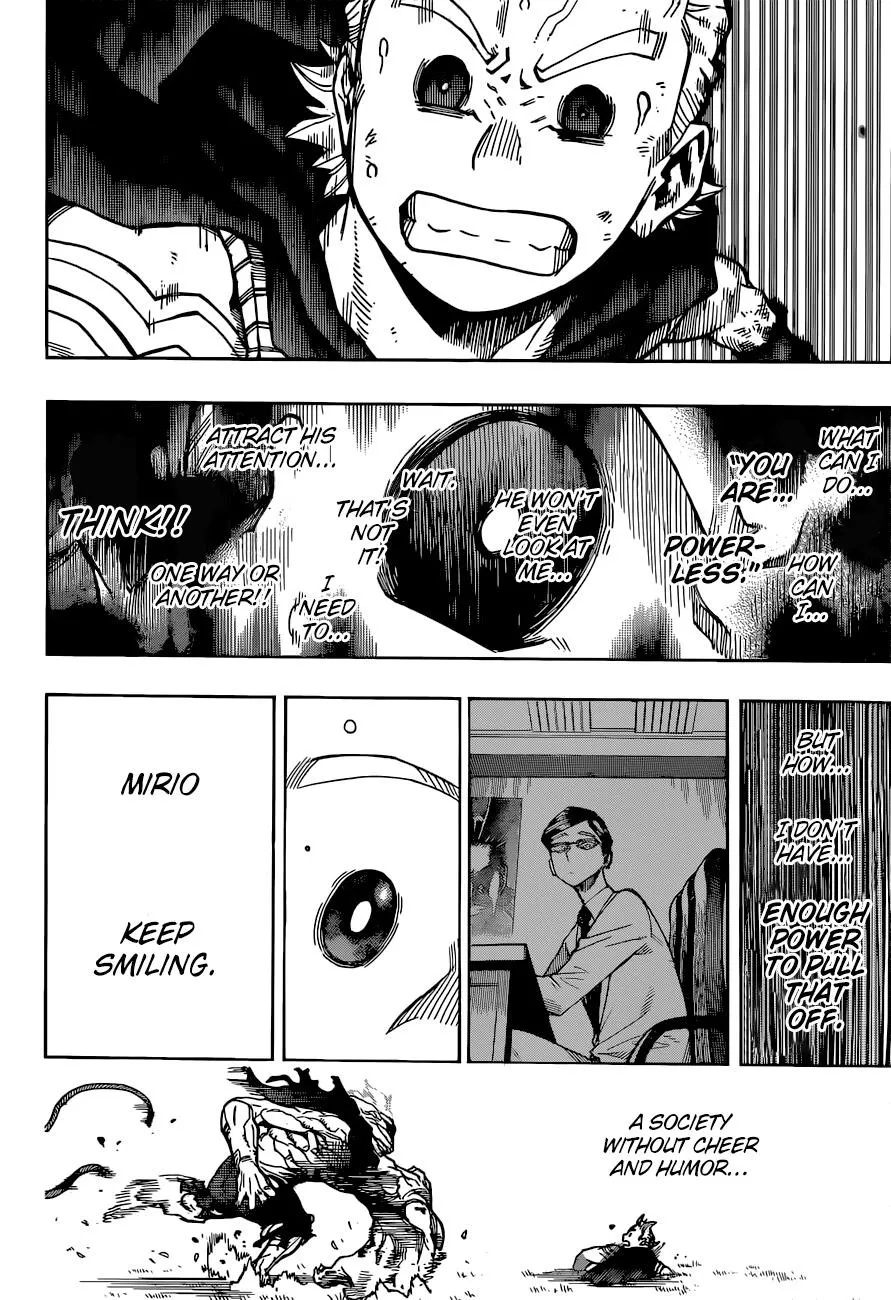 WHAT
CAN I
DO...
HOW
CAN
I...
"YOU
ARE...
POWER-
LESS."
HE WON'T
EVEN
LOOK AT
ME...
WAIT.
THAT'S
NOT
IT!
I
NEED
TO...
ATTRACT HIS
ATTENTION...
ONE WAY OR
ANOTHER!!
THINK!!
BUT
HOW...
I DON'T
HAVE...
ENOUGH
POWER
TO PULL
THAT
OFF.
MIRIO
KEEP
SMILING.
A SOCIETY
WITHOUT CHEER
AND HUMOR...